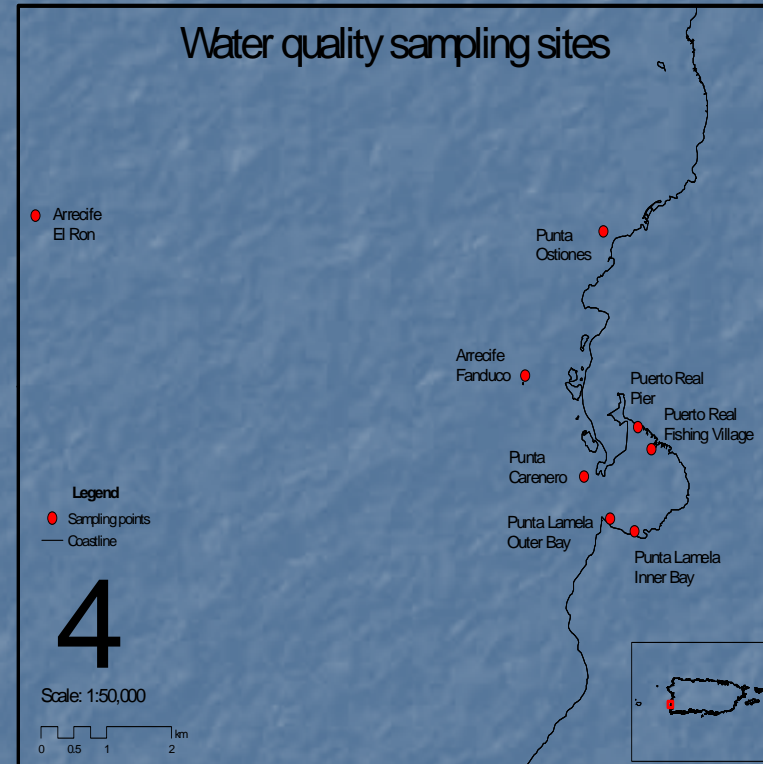 Water quality sampling sites
Arrecife
El Ron
Punta
Ostiones
Arrecife
Fanduco
Puerto Real
Pier
Puerto Real
Fishing Village
Punta
Carenero
Legend
Sampling points
Coastline
Punta Lamela
Outer Bay
Punta Lamela
Inner Bay
4
Scale: 1:50,000
km
0 0.5 1 2